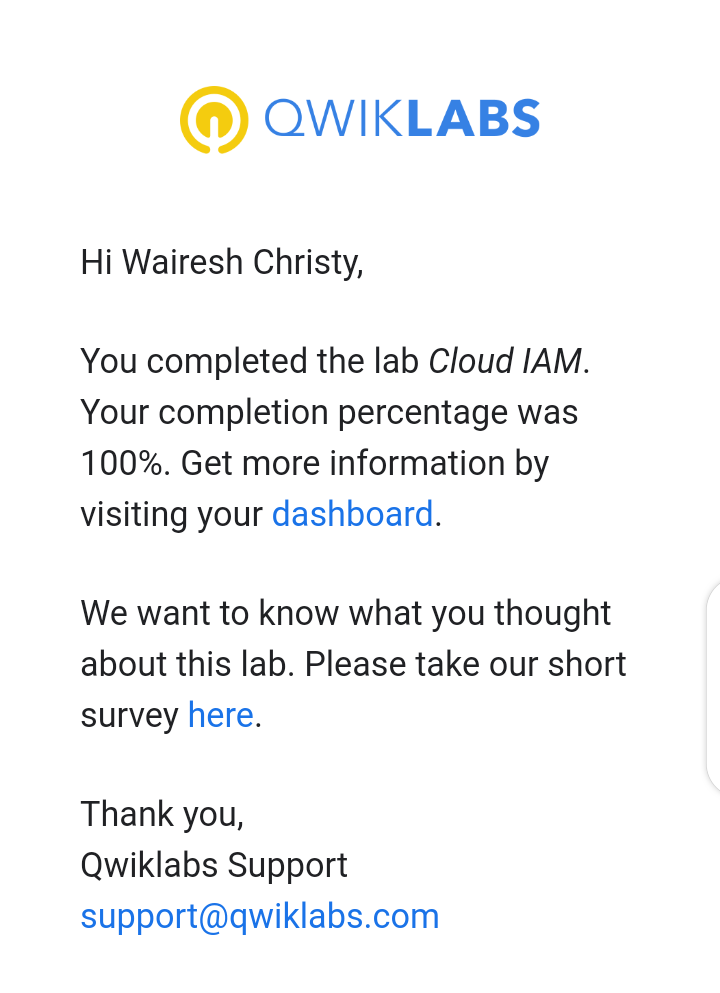 QWIKLABS
Hi Wairesh Christy,
You completed the lab Cloud IAM.
Your completion percentage was
100%. Get more information by
visiting your dashboard.
We want to know what you thought
about this lab. Please take our short
survey here.
Thank you,
Qwiklabs Support
support@qwiklabs.com